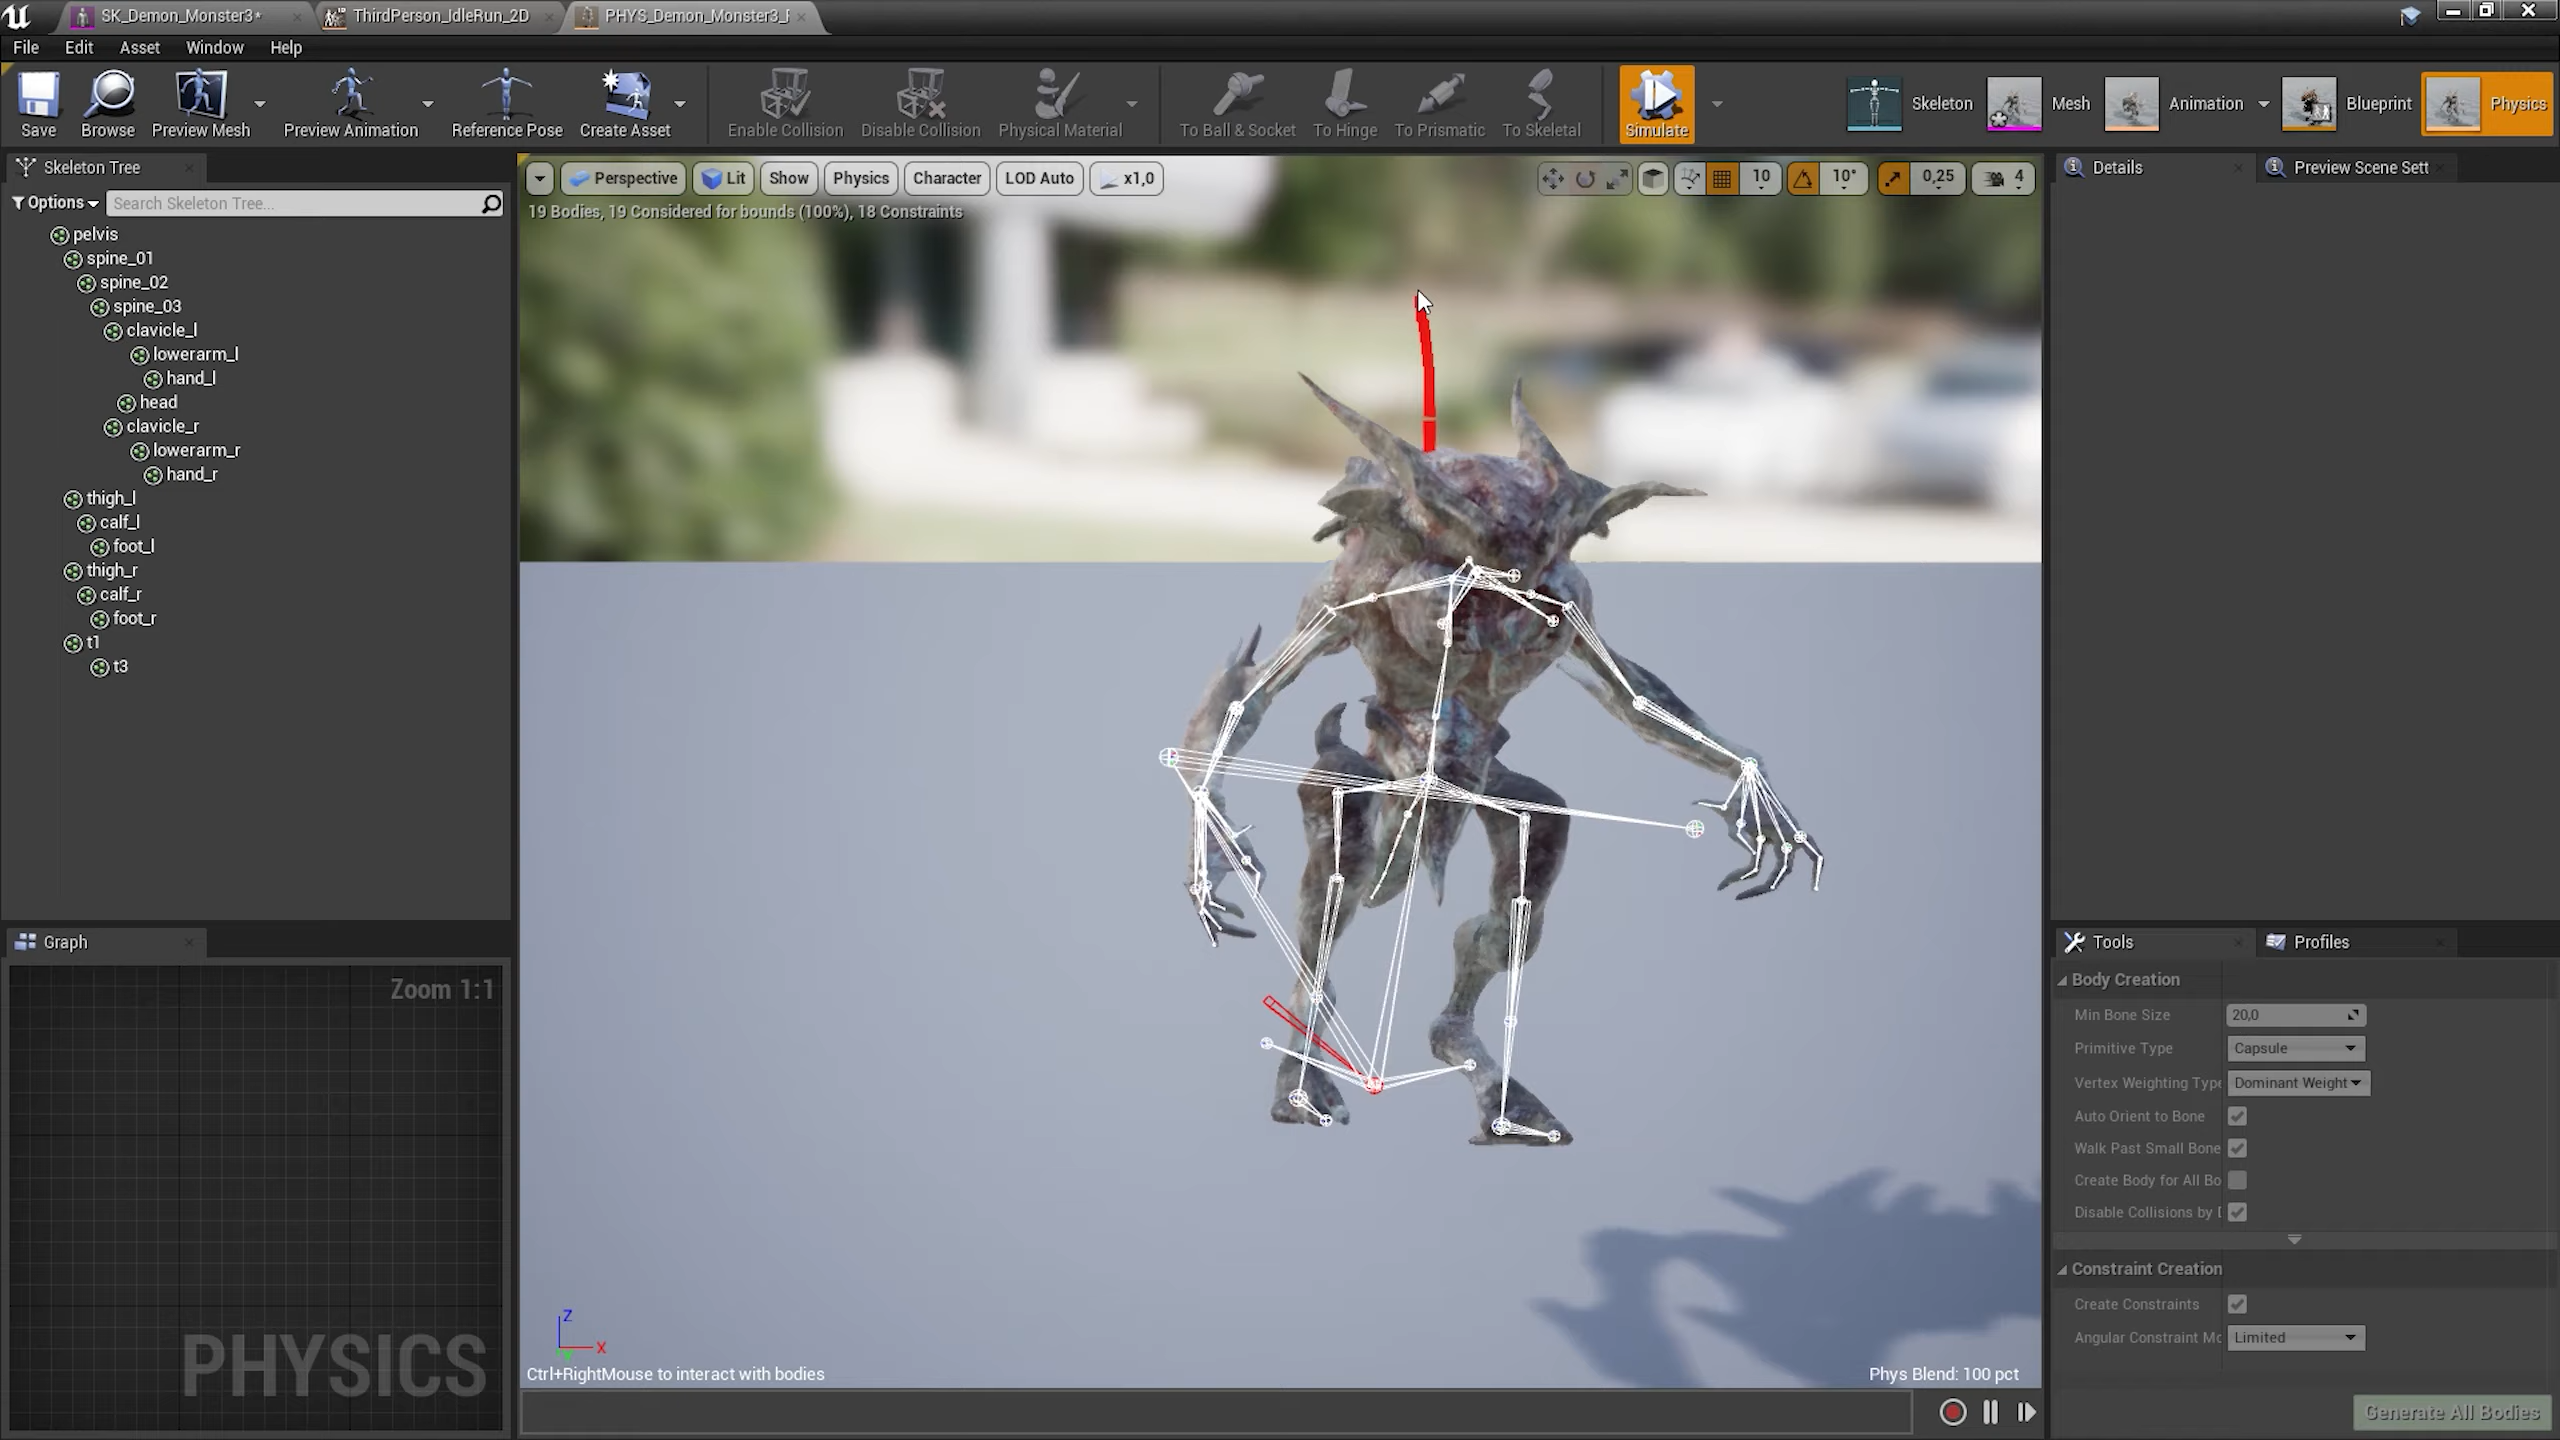 SK_Demon_Monster3*
ThirdPerson_IdleRun_2D
PHYS_Demon_Monster3_
File Edit Asset Window Help
Save
Browse
Preview Mesh
Preview Animation
Reference Pose
Create Asset
Enable Collision
Disable Collision
Physical Material
To Ball & Socket
To Hinge
To Prismatic
To Skeletal
Simulate
Skeleton
Mesh
Animation
Blueprint
Physics
Skeleton Tree
Options
Search Skeleton Tree...
pelvis
spine_01
spine_02
spine_03
clavicle_l
lowerarm_l
hand_l
head
clavicle_r
lowerarm_r
hand_r
thigh_l
calf_l
foot_l
thigh_r
calf_r
foot_r
t1
t3
Graph
Zoom 1:1
PHYSICS
Perspective
Lit
Show
Physics
Character
LOD Auto
x1,0
10
10°
0,25
4
19 Bodies, 19 Considered for bounds (100%), 18 Constraints
Z
X
Y
Ctrl+RightMouse to interact with bodies
Phys Blend: 100 pct
Details
Preview Scene Sett
Tools
Profiles
Body Creation
Min Bone Size 20,0
Primitive Type Capsule
Vertex Weighting Type Dominant Weight
Auto Orient to Bone
Walk Past Small Bone
Create Body for All Bo
Disable Collisions by
Constraint Creation
Create Constraints
Angular Constraint Mo Limited
Generate All Bodies